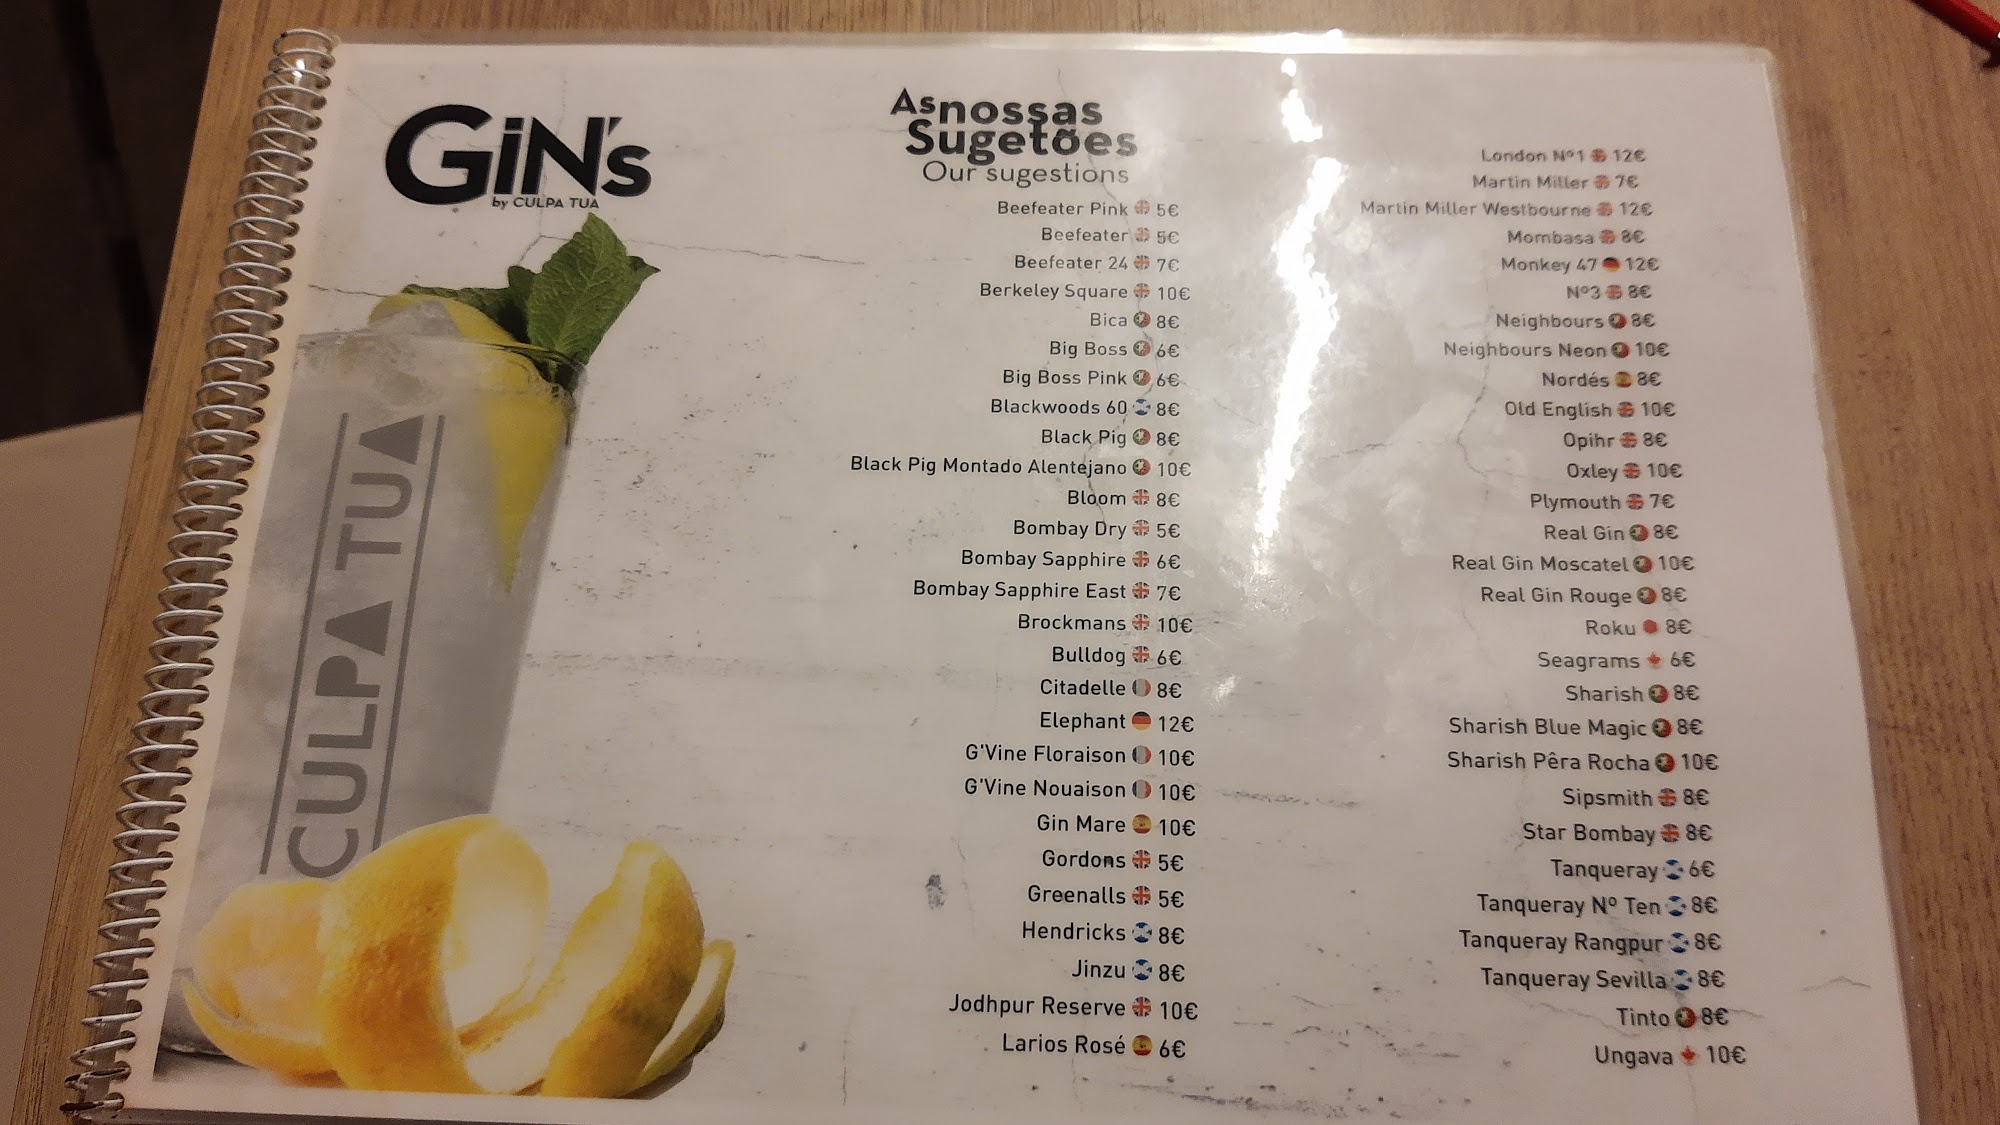 GiN's
by CULPA TUA
CULPA TUA
As nossas
Sugetões
Our sugestions
Beefeater Pink 5€
Beefeater 5€
Beefeater 24 7€
Berkeley Square 10€
Bica 8€
Big Boss 6€
Big Boss Pink 6€
Blackwoods 60 8€
Black Pig 8€
Black Pig Montado Alentejano 10€
Bloom 8€
Bombay Dry 5€
Bombay Sapphire 6€
Bombay Sapphire East 7€
Brockmans 10€
Bulldog 6€
Citadelle 8€
Elephant 12€
G'Vine Floraison 10€
G'Vine Nouaison 10€
Gin Mare 10€
Gordons 5€
Greenalls 5€
Hendricks 8€
Jinzu 8€
Jodhpur Reserve 10€
Larios Rosé 6€
London Nº1 12€
Martin Miller 7€
Martin Miller Westbourne 12€
Mombasa 8€
Monkey 47 12€
Nº3 8€
Neighbours 8€
Neighbours Neon 10€
Nordés 8€
Old English 10€
Opihr 8€
Oxley 10€
Plymouth 7€
Real Gin 8€
Real Gin Moscatel 10€
Real Gin Rouge 8€
Roku 8€
Seagrams 6€
Sharish 8€
Sharish Blue Magic 8€
Sharish Pêra Rocha 10€
Sipsmith 8€
Star Bombay 8€
Tanqueray 6€
Tanqueray Nº Ten 8€
Tanqueray Rangpur 8€
Tanqueray Sevilla 8€
Tinto 8€
Ungava 10€